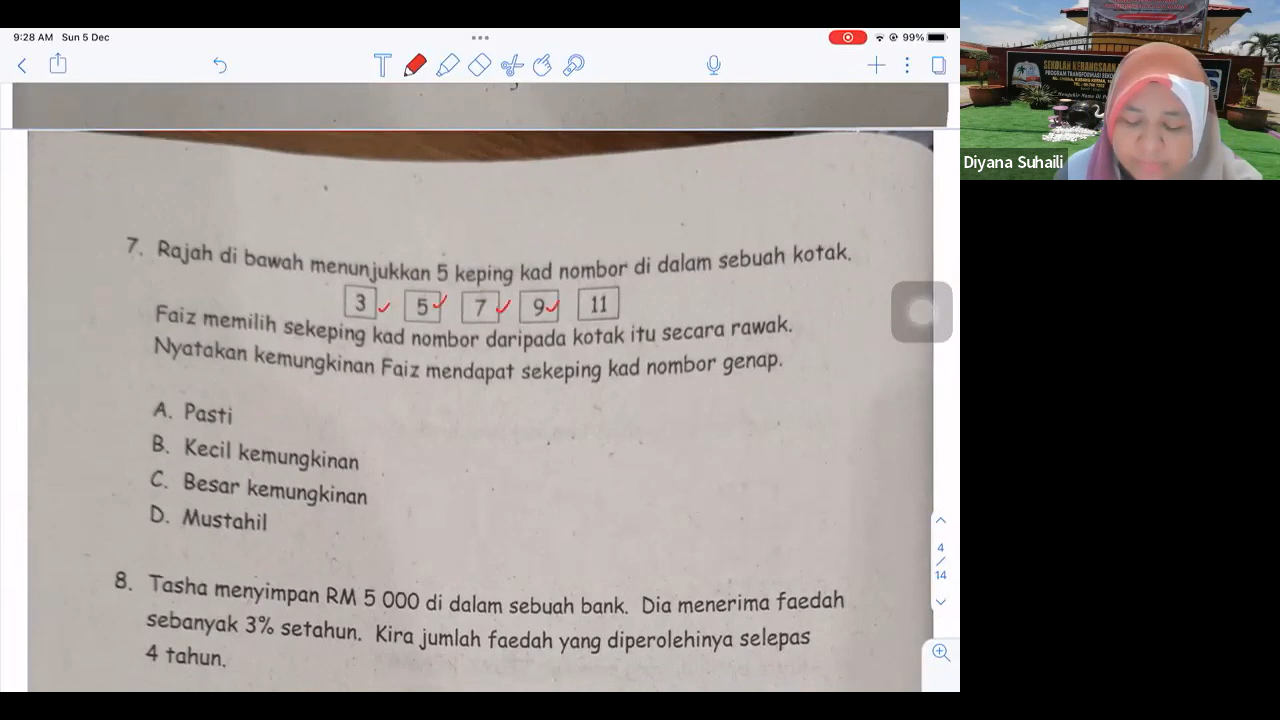 9:28 AM Sun 5 Dec
99%
7. Rajah di bawah menunjukkan 5 keping kad nombor di dalam sebuah kotak.
3 5 7 9 11
Faiz memilih sekeping kad nombor daripada kotak itu secara rawak.
Nyatakan kemungkinan Faiz mendapat sekeping kad nombor genap.
A. Pasti
B. Kecil kemungkinan
C. Besar kemungkinan
D. Mustahil
8. Tasha menyimpan RM 5 000 di dalam sebuah bank. Dia menerima faedah
sebanyak 3% setahun. Kira jumlah faedah yang diperolehinya selepas
4 tahun.
4
/
14
SEKOLAH KEBANGSAAN
PROGRAM TRANSFORMASI
Diyana Suhaili